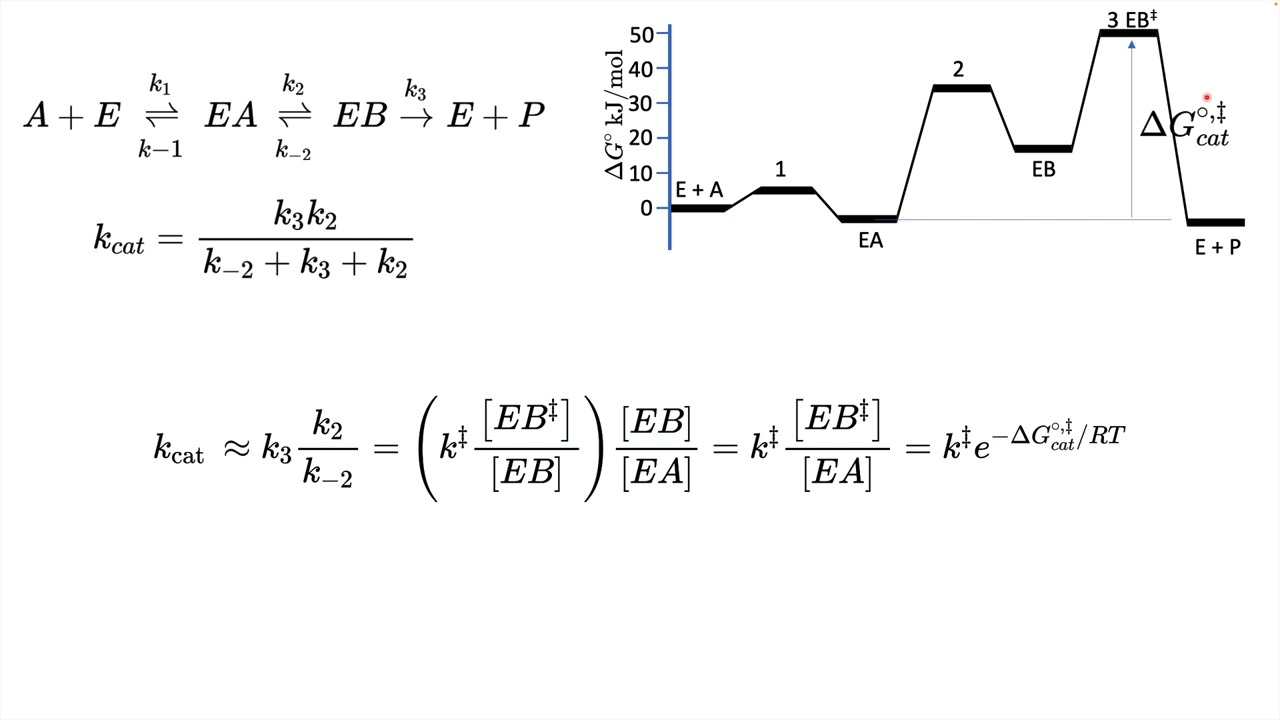 A + E ⇌ EA ⇌ EB → E + P
k₁ k₂ k₃
k−1 k₋₂
k_cat = k₃k₂ / (k₋₂ + k₃ + k₂)
ΔG° kJ/mol
50
40
30
20
10
0
E + A
1
EA
2
EB
3 EB‡
ΔG°,‡cat
E + P
k_cat ≈ k₃ k₂/k₋₂ = (k‡ [EB‡]/[EB]) [EB]/[EA] = k‡ [EB‡]/[EA] = k‡e^(−ΔG°,‡cat/RT)